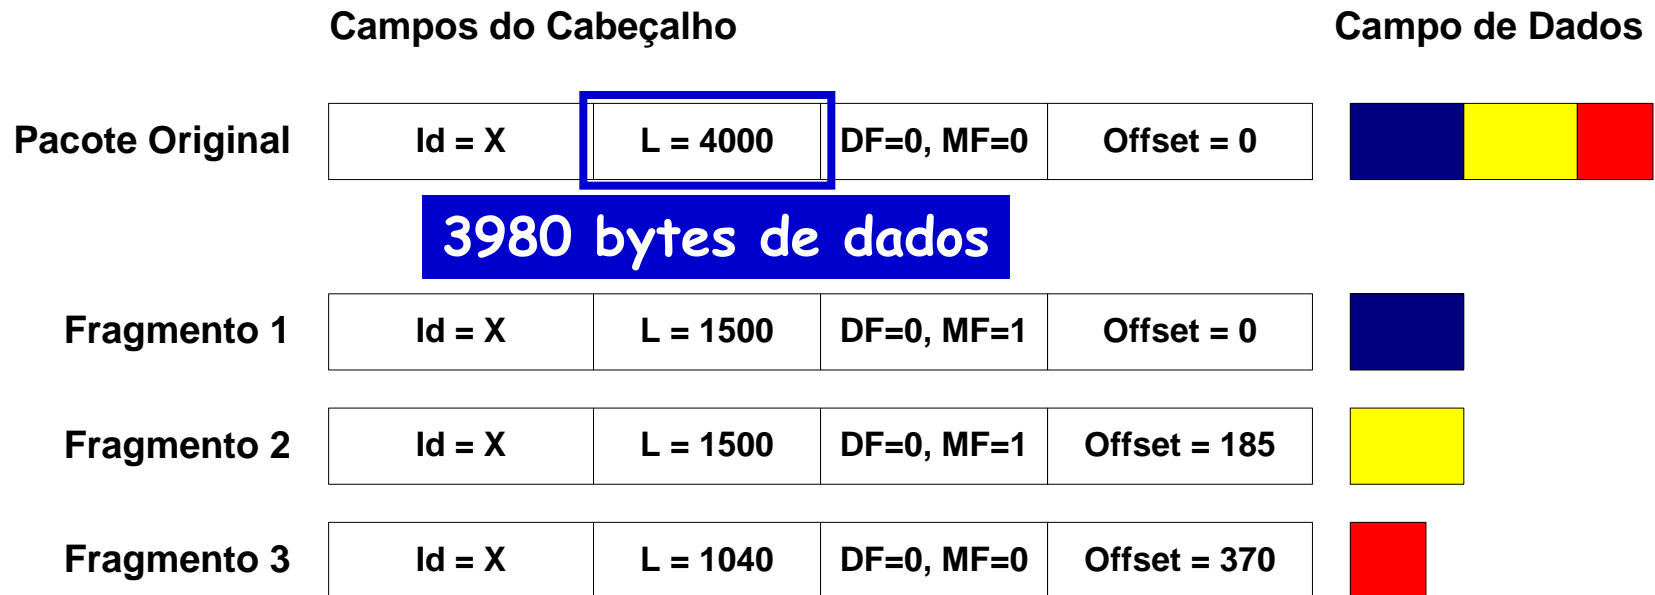 Campos do Cabeçalho Campo de Dados
Pacote Original Id = X L = 4000 DF=0, MF=0 Offset = 0
3980 bytes de dados
Fragmento 1 Id = X L = 1500 DF=0, MF=1 Offset = 0
Fragmento 2 Id = X L = 1500 DF=0, MF=1 Offset = 185
Fragmento 3 Id = X L = 1040 DF=0, MF=0 Offset = 370